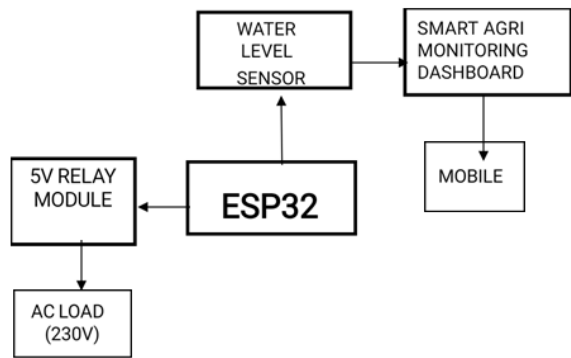 WATER
LEVEL
SENSOR
SMART AGRI
MONITORING
DASHBOARD
5V RELAY
MODULE
ESP32
MOBILE
AC LOAD
(230V)